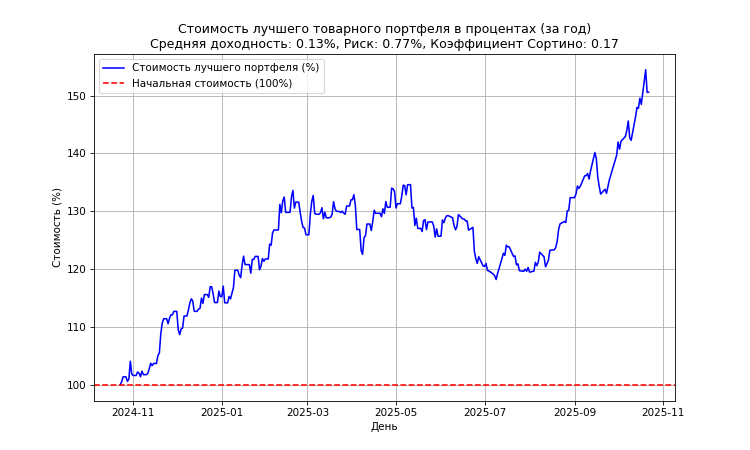 Стоимость лучшего товарного портфеля в процентах (за год)
Средняя доходность: 0.13%, Риск: 0.77%, Коэффициент Сортино: 0.17
Стоимость лучшего портфеля (%)
Начальная стоимость (100%)
Стоимость (%)
150
140
130
120
110
100
2024-11 2025-01 2025-03 2025-05 2025-07 2025-09 2025-11
День